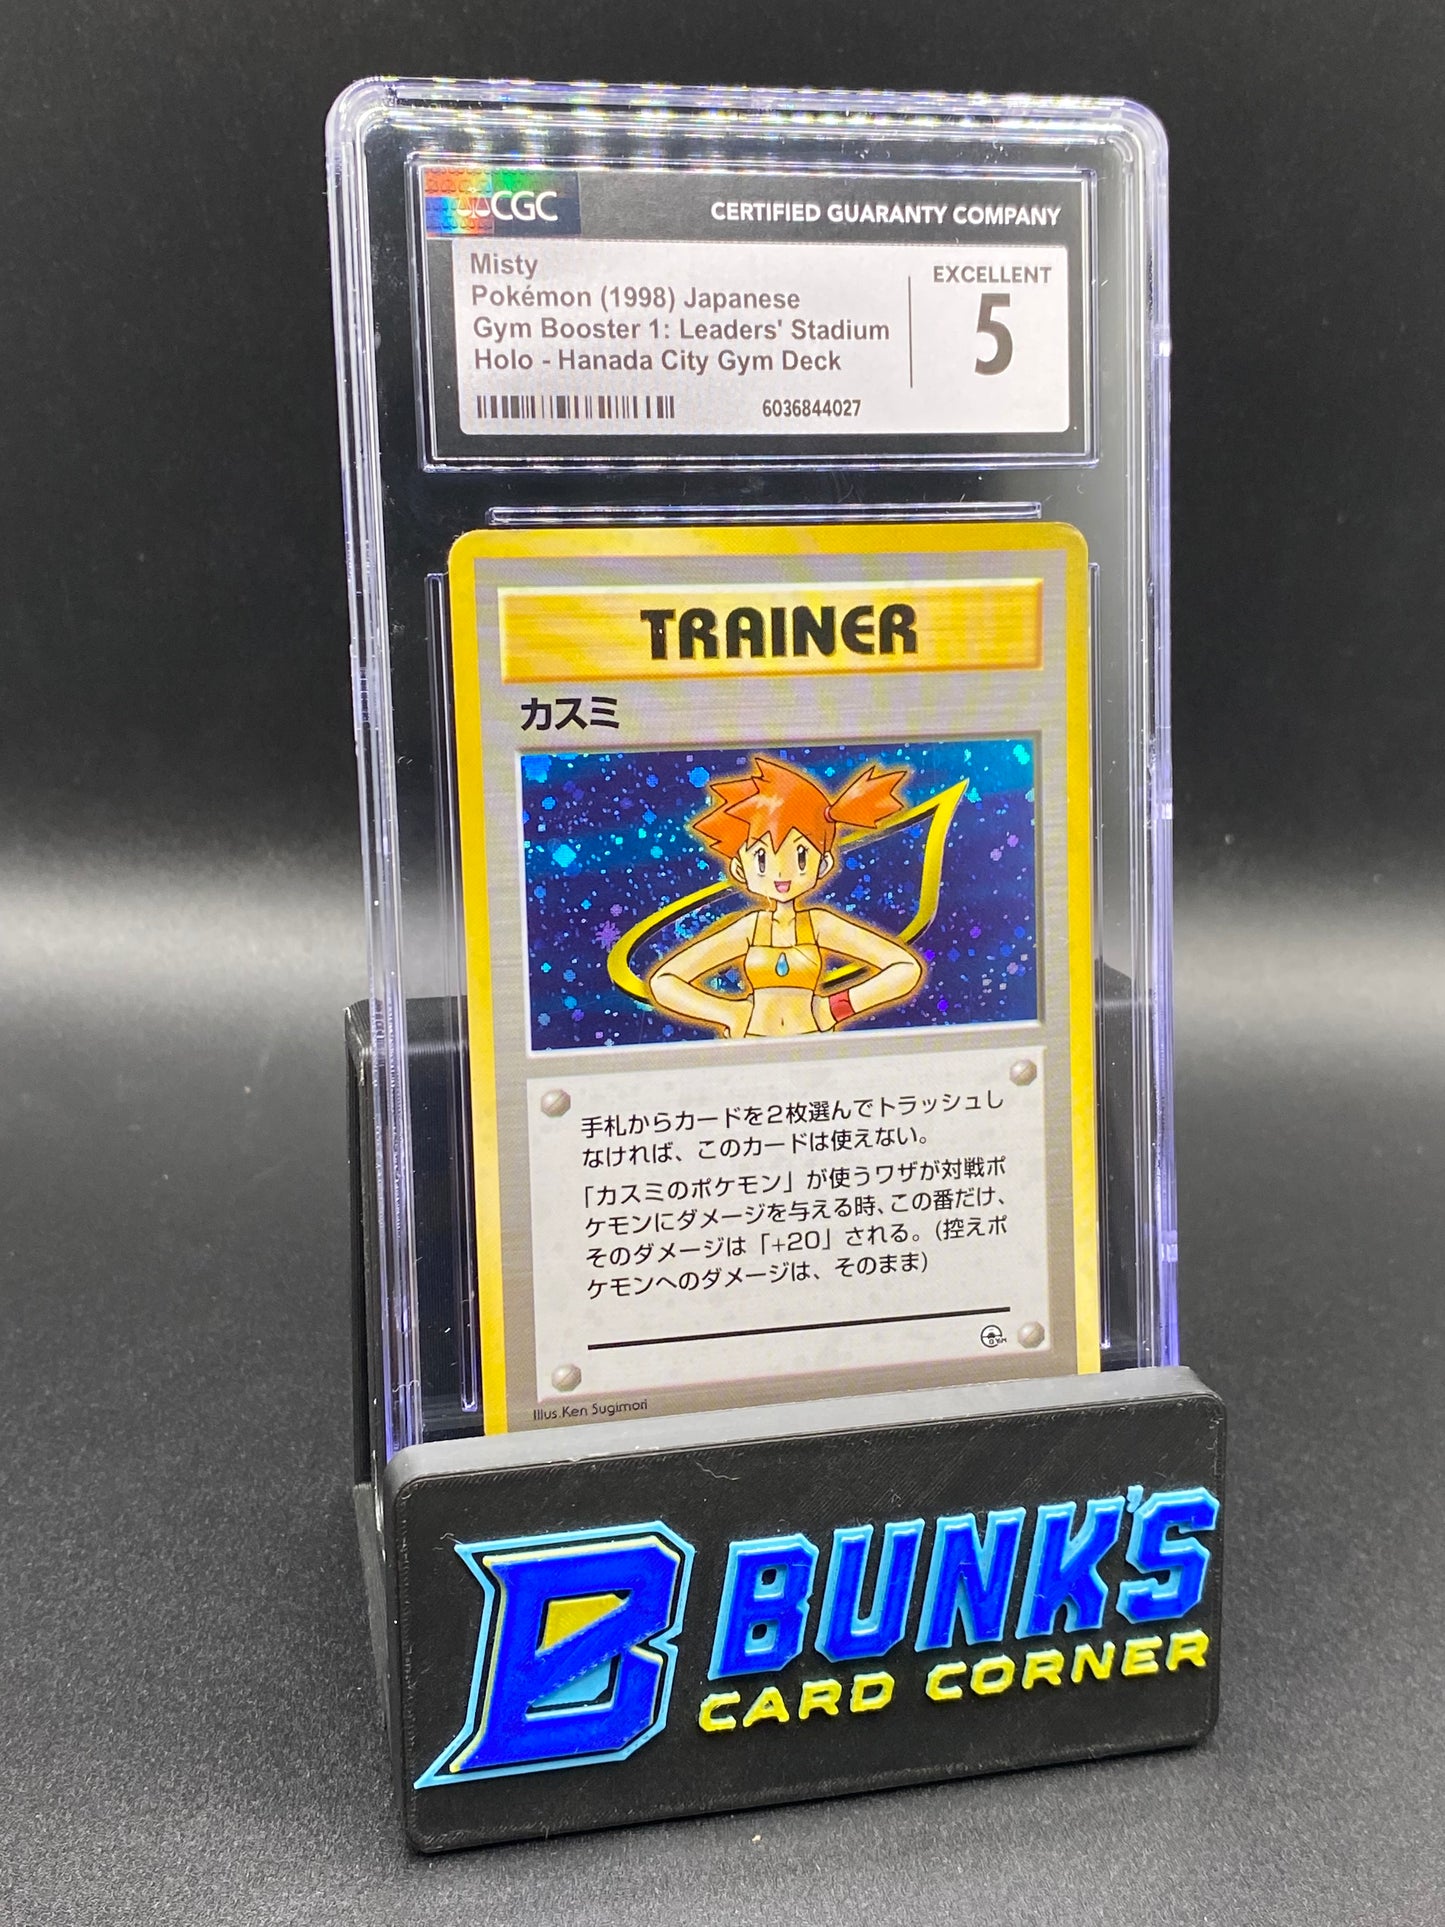 CGC
CERTIFIED GUARANTY COMPANY
Misty
Pokémon (1998) Japanese
Gym Booster 1: Leaders' Stadium
Holo - Hanada City Gym Deck
6036844027
EXCELLENT
5
TRAINER
カスミ
手札からカードを2枚選んでトラッシュし
なければ、このカードは使えない。
「カスミのポケモン」が使うワザが対戦ポ
ケモンにダメージを与える時、この番だけ、
そのダメージは「+20」される。(控えポ
ケモンへのダメージは、そのまま)
GYM
Illus. Ken Sugimori
B
BUNK'S
CARD CORNER